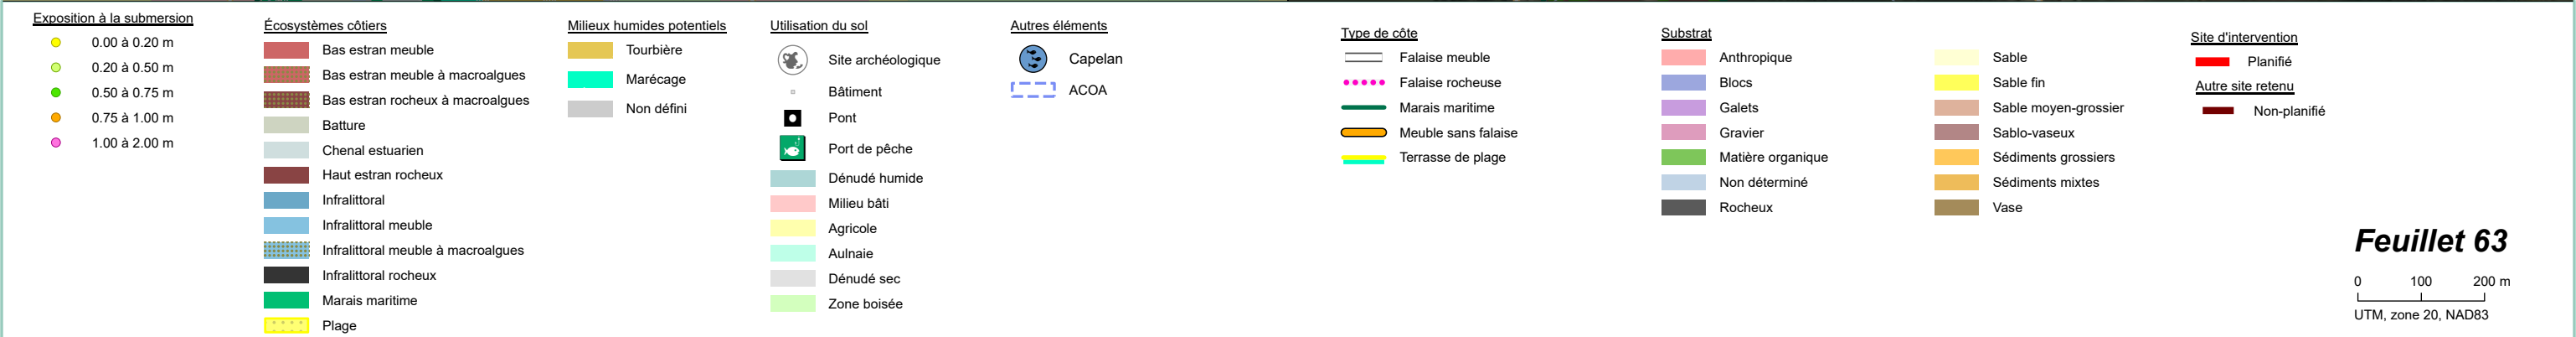 Exposition à la submersion
0.00 à 0.20 m
0.20 à 0.50 m
0.50 à 0.75 m
0.75 à 1.00 m
1.00 à 2.00 m
Écosystèmes côtiers
Bas estran meuble
Bas estran meuble à macroalgues
Bas estran rocheux à macroalgues
Batture
Chenal estuarien
Haut estran rocheux
Infralittoral
Infralittoral meuble
Infralittoral meuble à macroalgues
Infralittoral rocheux
Marais maritime
Plage
Milieux humides potentiels
Tourbière
Marécage
Non défini
Utilisation du sol
Site archéologique
Bâtiment
Pont
Port de pêche
Dénudé humide
Milieu bâti
Agricole
Aulnaie
Dénudé sec
Zone boisée
Autres éléments
Capelan
ACOA
Type de côte
Falaise meuble
Falaise rocheuse
Marais maritime
Meuble sans falaise
Terrasse de plage
Substrat
Anthropique
Blocs
Galets
Gravier
Matière organique
Non déterminé
Rocheux
Sable
Sable fin
Sable moyen-grossier
Sablo-vaseux
Sédiments grossiers
Sédiments mixtes
Vase
Site d'intervention
Planifié
Autre site retenu
Non-planifié
Feuillet 63
0 100 200 m
UTM, zone 20, NAD83